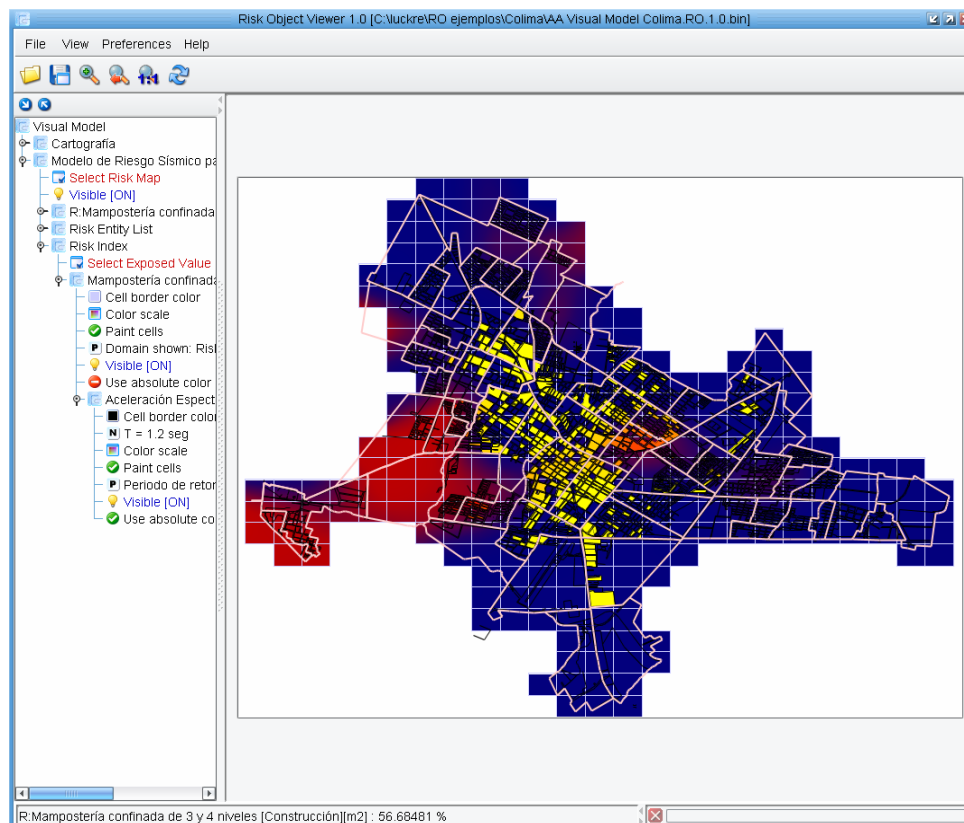 Risk Object Viewer 1.0 [C:\luckre\RO ejemplos\Colima\AA Visual Model Colima.RO.1.0.bin]
File View Preferences Help
1:1
Visual Model
Cartografía
Modelo de Riesgo Sísmico pa
Select Risk Map
Visible [ON]
R:Mampostería confinada
Risk Entity List
Risk Index
Select Exposed Value
Mampostería confinada
Cell border color
Color scale
Paint cells
P Domain shown: Risl
Visible [ON]
Use absolute color
Aceleración Espect
Cell border colo
N T = 1.2 seg
Color scale
Paint cells
P Periodo de retor
Visible [ON]
Use absolute co
R:Mampostería confinada de 3 y 4 niveles [Construcción][m2] : 56.68481 %